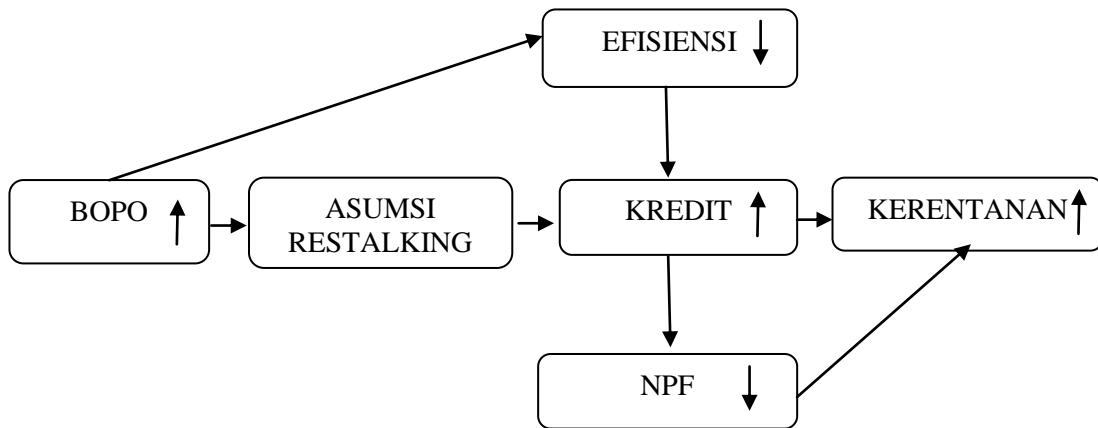 EFISIENSI
BOPO
ASUMSI
RESTALKING
KREDIT
KERENTANAN
NPF